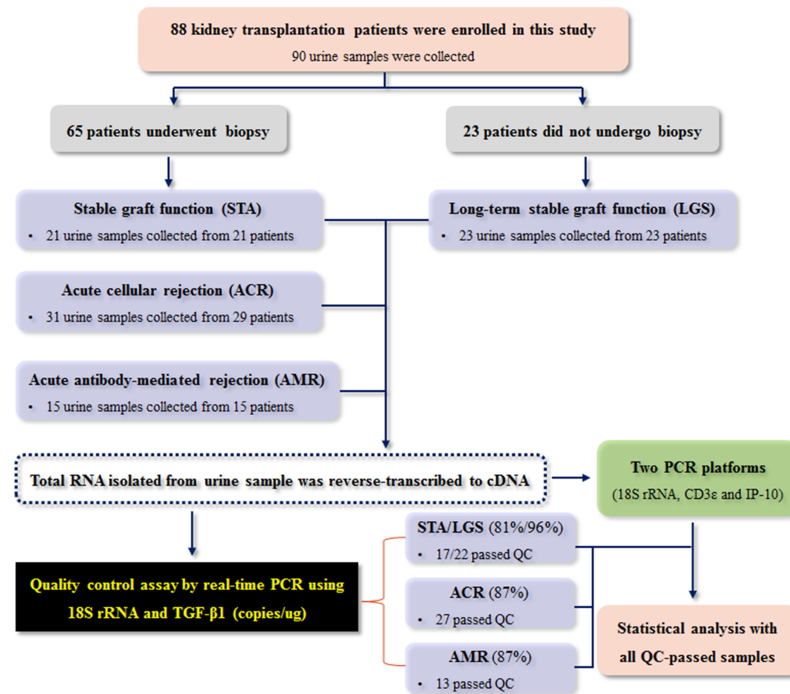 88 kidney transplantation patients were enrolled in this study
90 urine samples were collected
65 patients underwent biopsy
23 patients did not undergo biopsy
Stable graft function (STA)
• 21 urine samples collected from 21 patients
Long-term stable graft function (LGS)
• 23 urine samples collected from 23 patients
Acute cellular rejection (ACR)
• 31 urine samples collected from 29 patients
Acute antibody-mediated rejection (AMR)
• 15 urine samples collected from 15 patients
Total RNA isolated from urine sample was reverse-transcribed to cDNA
Two PCR platforms
(18S rRNA, CD3ε and IP-10)
Quality control assay by real-time PCR using
18S rRNA and TGF-β1 (copies/ug)
STA/LGS (81%/96%)
• 17/22 passed QC
ACR (87%)
• 27 passed QC
AMR (87%)
• 13 passed QC
Statistical analysis with
all QC-passed samples